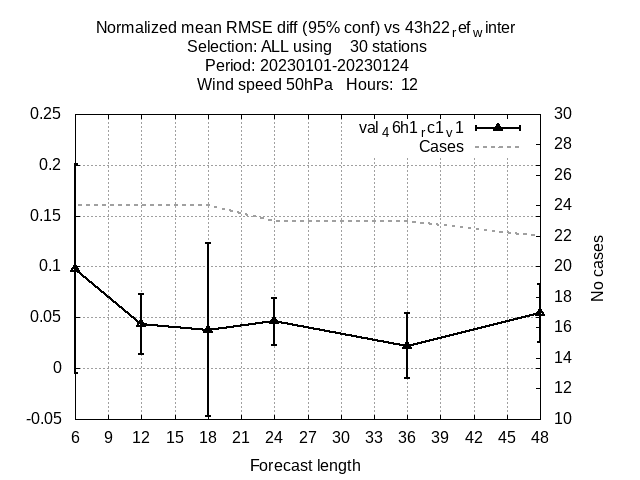 Normalized mean RMSE diff (95% conf) vs 43h22ref winter
Selection: ALL using    30 stations
Period: 20230101-20230124
Wind speed 50hPa   Hours:  12
val46h1rc1v1
Cases
0.25
0.2
0.15
0.1
0.05
0
-0.05
30
28
26
24
22
20
18
16
14
12
10
No cases
6 9 12 15 18 21 24 27 30 33 36 39 42 45 48
Forecast length